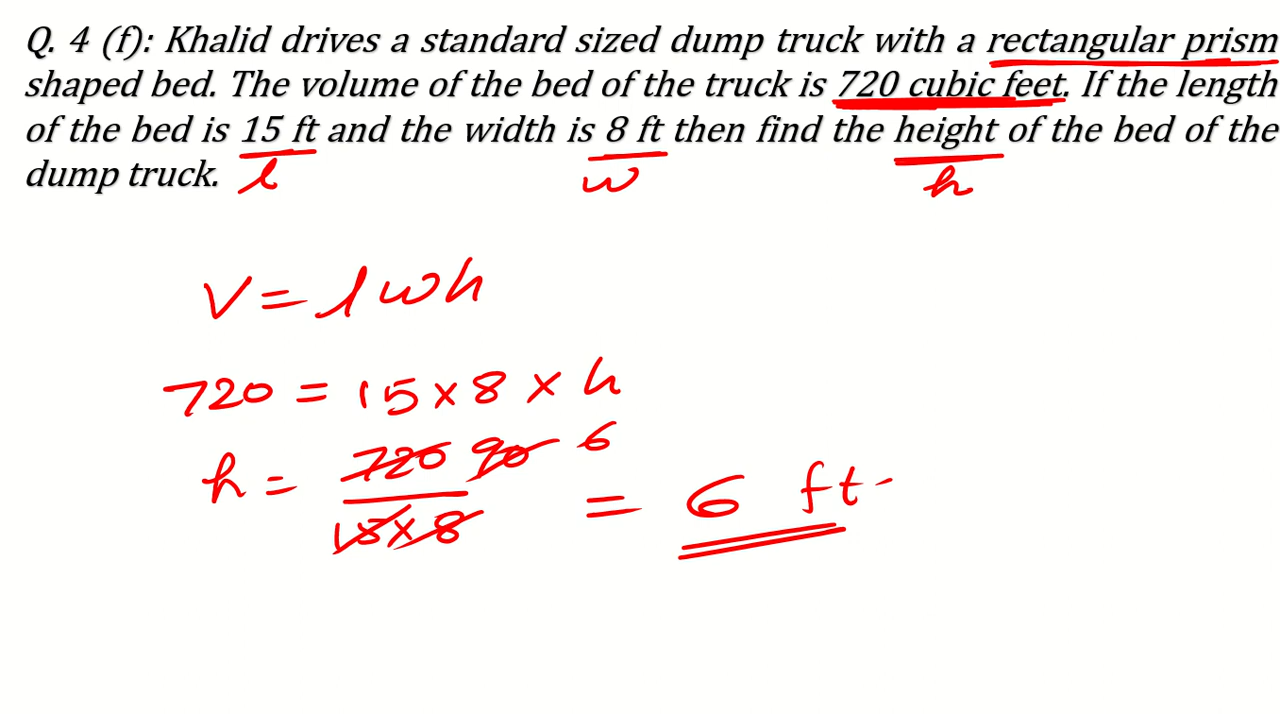 Q. 4 (f): Khalid drives a standard sized dump truck with a rectangular prism
shaped bed. The volume of the bed of the truck is 720 cubic feet. If the length
of the bed is 15 ft and the width is 8 ft then find the height of the bed of the
dump truck. l w h
V = l w h
720 = 15 × 8 × h
720 90 6
h = = 6 ft.
15 × 8